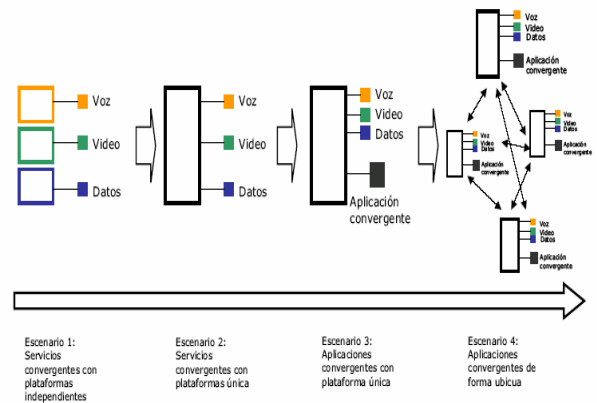 Voz
Video
Datos
Voz
Video
Datos
Voz
Video
Datos
Aplicación
convergente
Voz
Video
Datos
Aplicación
convergente
Voz
Video
Datos
Aplicación
convergente
Voz
Video
Datos
Aplicación
convergente
Voz
Video
Datos
Aplicación
convergente
Escenario 1:
Servicios
convergentes con
plataformas
independientes
Escenario 2:
Servicios
convergentes con
plataformas única
Escenario 3:
Aplicaciones
convergentes con
plataforma única
Escenario 4:
Aplicaciones
convergentes de
forma ubicua